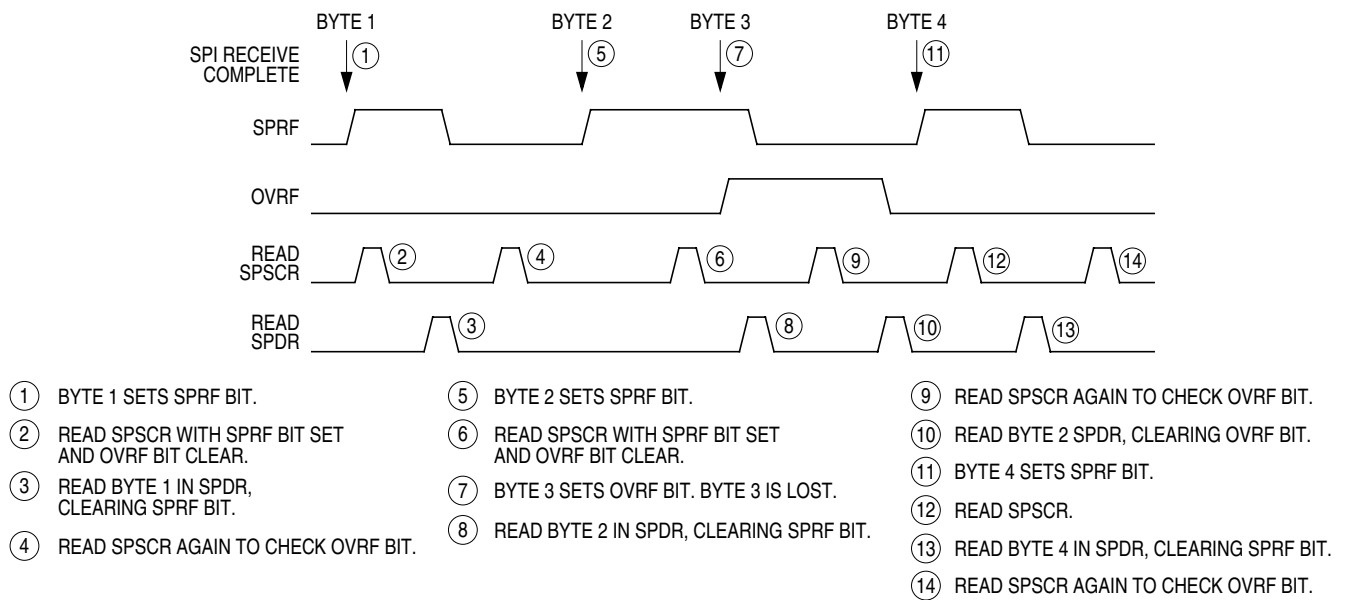 BYTE 1 BYTE 2 BYTE 3 BYTE 4
SPI RECEIVE
COMPLETE
1 5 7 11
SPRF
OVRF
READ
SPSCR
2 4 6 9 12 14
READ
SPDR
3 8 10 13
1 BYTE 1 SETS SPRF BIT.
2 READ SPSCR WITH SPRF BIT SET
AND OVRF BIT CLEAR.
3 READ BYTE 1 IN SPDR,
CLEARING SPRF BIT.
4 READ SPSCR AGAIN TO CHECK OVRF BIT.
5 BYTE 2 SETS SPRF BIT.
6 READ SPSCR WITH SPRF BIT SET
AND OVRF BIT CLEAR.
7 BYTE 3 SETS OVRF BIT. BYTE 3 IS LOST.
8 READ BYTE 2 IN SPDR, CLEARING SPRF BIT.
9 READ SPSCR AGAIN TO CHECK OVRF BIT.
10 READ BYTE 2 SPDR, CLEARING OVRF BIT.
11 BYTE 4 SETS SPRF BIT.
12 READ SPSCR.
13 READ BYTE 4 IN SPDR, CLEARING SPRF BIT.
14 READ SPSCR AGAIN TO CHECK OVRF BIT.